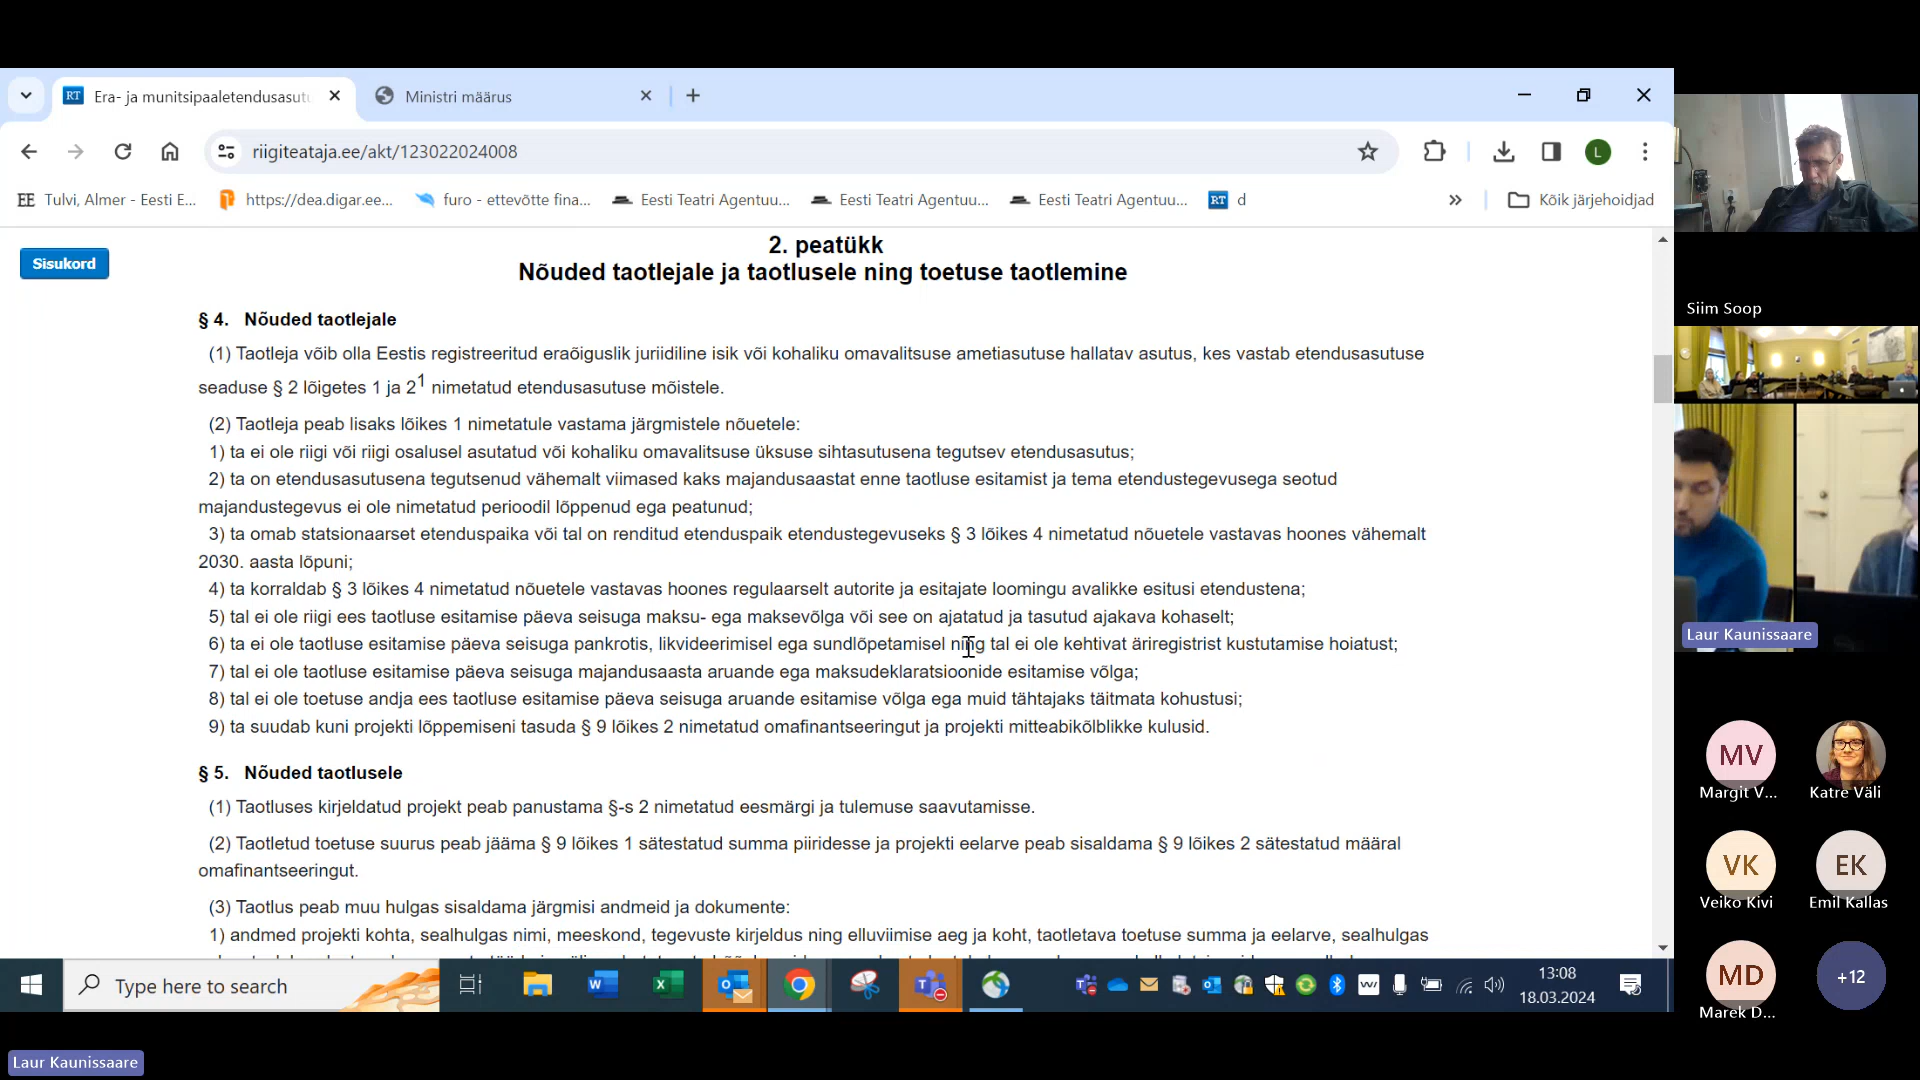 Era- ja munitsipaaletendusasut
Ministri määrus
riigiteataja.ee/akt/123022024008
L
EE Tulvi, Almer - Eesti E...
https://dea.digar.ee...
furo - ettevõtte fina...
Eesti Teatri Agentuu...
Eesti Teatri Agentuu...
Eesti Teatri Agentuu...
RT d
Kõik järjehoidjad
Sisukord
2. peatükk
Nõuded taotlejale ja taotlusele ning toetuse taotlemine
§ 4. Nõuded taotlejale
(1) Taotleja võib olla Eestis registreeritud eraõiguslik juriidiline isik või kohaliku omavalitsuse ametiasutuse hallatav asutus, kes vastab etendusasutuse
seaduse § 2 lõigetes 1 ja 2¹ nimetatud etendusasutuse mõistele.
(2) Taotleja peab lisaks lõikes 1 nimetatule vastama järgmistele nõuetele:
1) ta ei ole riigi või riigi osalusel asutatud või kohaliku omavalitsuse üksuse sihtasutusena tegutsev etendusasutus;
2) ta on etendusasutusena tegutsenud vähemalt viimased kaks majandusaastat enne taotluse esitamist ja tema etendustegevusega seotud
majandustegevus ei ole nimetatud perioodil lõppenud ega peatunud;
3) ta omab statsionaarset etenduspaika või tal on renditud etenduspaik etendustegevuseks § 3 lõikes 4 nimetatud nõuetele vastavas hoones vähemalt
2030. aasta lõpuni;
4) ta korraldab § 3 lõikes 4 nimetatud nõuetele vastavas hoones regulaarselt autorite ja esitajate loomingu avalikke esitusi etendustena;
5) tal ei ole riigi ees taotluse esitamise päeva seisuga maksu- ega maksevõlga või see on ajatatud ja tasutud ajakava kohaselt;
6) ta ei ole taotluse esitamise päeva seisuga pankrotis, likvideerimisel ega sundlõpetamisel ning tal ei ole kehtivat äriregistrist kustutamise hoiatust;
7) tal ei ole taotluse esitamise päeva seisuga majandusaasta aruande ega maksudeklaratsioonide esitamise võlga;
8) tal ei ole toetuse andja ees taotluse esitamise päeva seisuga aruande esitamise võlga ega muid tähtajaks täitmata kohustusi;
9) ta suudab kuni projekti lõppemiseni tasuda § 9 lõikes 2 nimetatud omafinantseeringut ja projekti mitteabikõlblikke kulusid.
§ 5. Nõuded taotlusele
(1) Taotluses kirjeldatud projekt peab panustama §-s 2 nimetatud eesmärgi ja tulemuse saavutamisse.
(2) Taotletud toetuse suurus peab jääma § 9 lõikes 1 sätestatud summa piiridesse ja projekti eelarve peab sisaldama § 9 lõikes 2 sätestatud määral
omafinantseeringut.
(3) Taotlus peab muu hulgas sisaldama järgmisi andmeid ja dokumente:
1) andmed projekti kohta, sealhulgas nimi, meeskond, tegevuste kirjeldus ning elluviimise aeg ja koht, taotletava toetuse summa ja eelarve, sealhulgas
Type here to search
13:08
18.03.2024
Siim Soop
Laur Kaunissaare
MV
Margit V...
Katre Väli
VK
Veiko Kivi
EK
Emil Kallas
MD
Marek D...
+12
Laur Kaunissaare